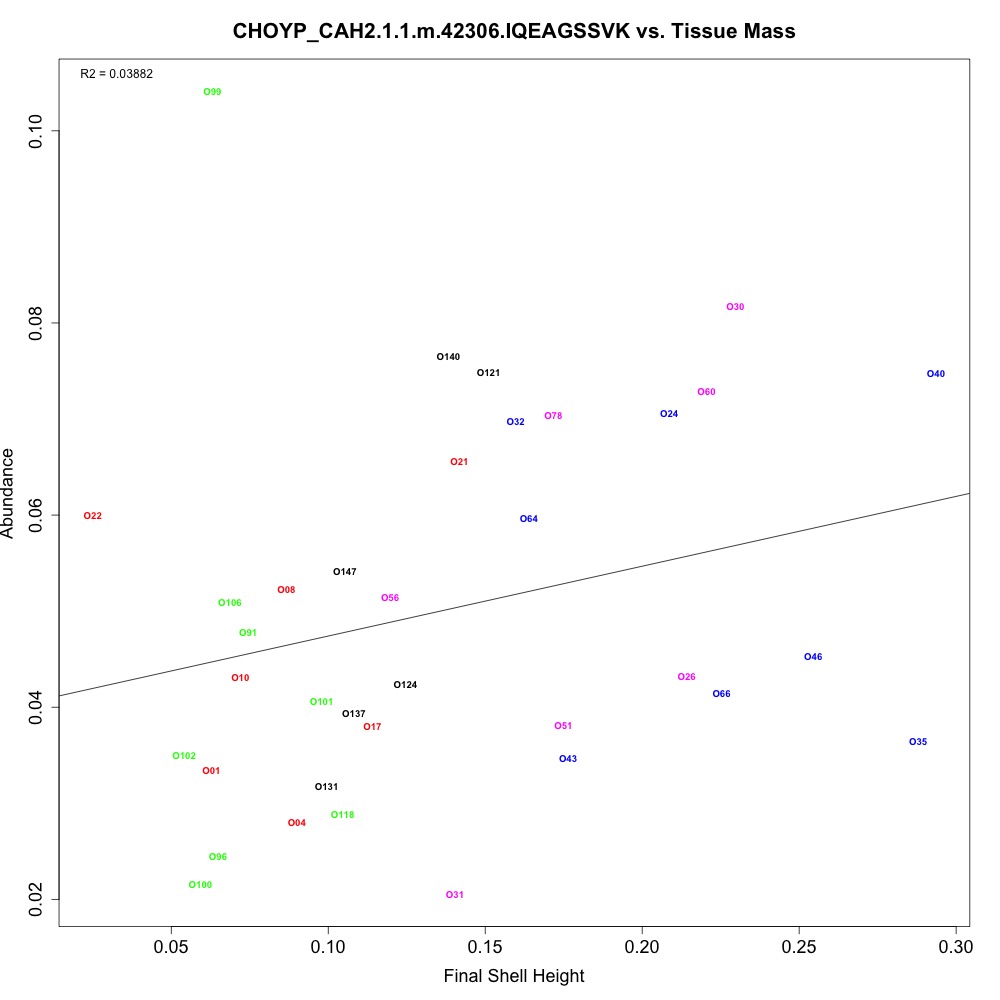 CHOYP_CAH2.1.1.m.42306.IQEAGSSVK vs. Tissue Mass
R2 = 0.03882
O99
0.10
O30
0.08
O140
O121
O40
O60
O78
O24
O32
O21
O22
0.06
O64
O147
O08
O56
O106
O91
O46
O10
O26
O124
O66
O101
0.04
O137
O17
O51
O35
O102
O43
O01
O131
O118
O04
O96
O100
O31
0.02
Abundance
0.05 0.10 0.15 0.20 0.25 0.30
Final Shell Height